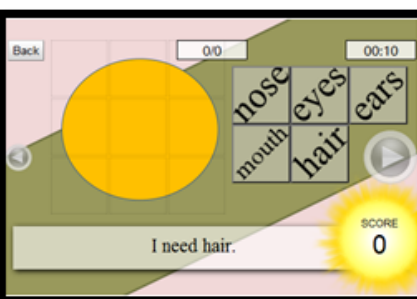 Back
0/0
00:10
nose
eyes
ears
mouth
hair
I need hair.
SCORE
0